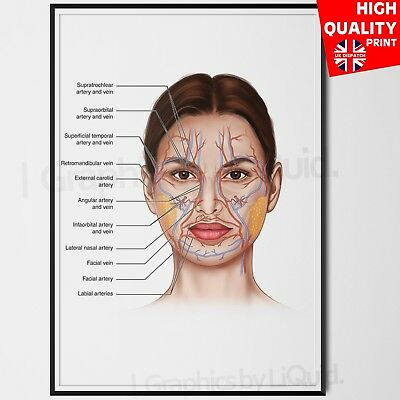 HIGH
QUALITY
PRINT
UK DISPATCH
Supratrochlear
artery and vein
Supraorbital
artery and vein
Superficial temporal
artery and vein
Retromandibular vein
External carolid
artery
Angular artery
and vein
Intaorbital artery
and vein
Lateral nasal artery
Facial vein
Facial artery
Labial arteries
| Graphics by LiQuid.
| Graphics by LiQuid.